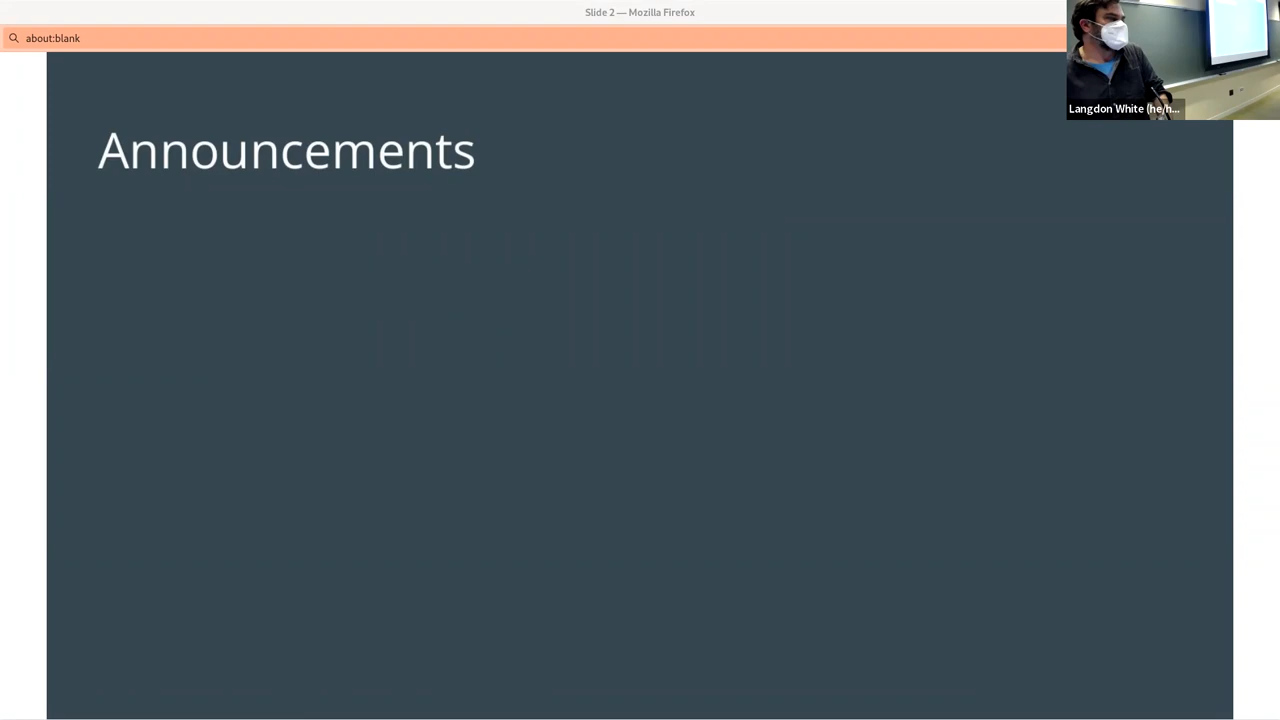 Slide 2 — Mozilla Firefox
about:blank
Announcements
Langdon White (he/h...